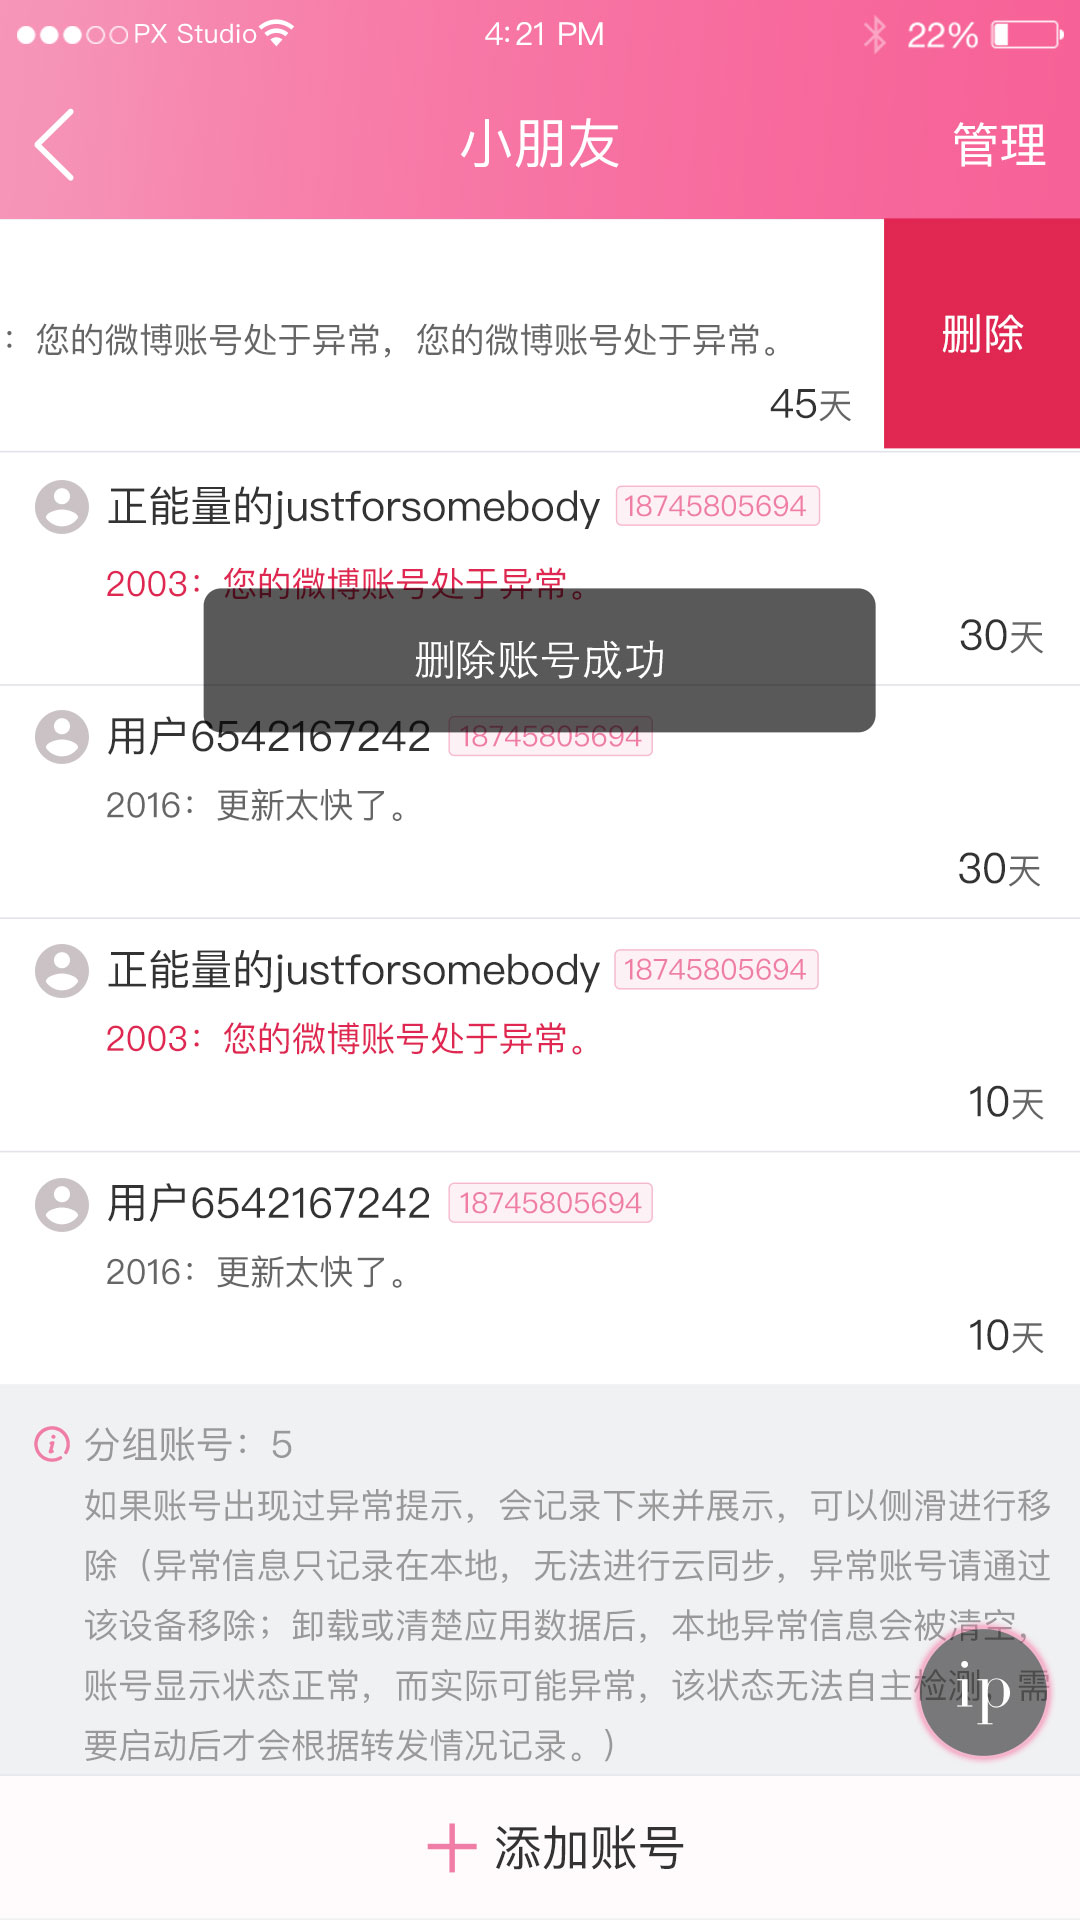 PX Studio 4:21 PM 22%
小朋友 管理
：您的微博账号处于异常，您的微博账号处于异常。
删除
45天
正能量的justforsomebody 18745805694
2003：您的微博账号处于异常。
30天
删除账号成功
用户6542167242 18745805694
2016：更新太快了。
30天
正能量的justforsomebody 18745805694
2003：您的微博账号处于异常。
10天
用户6542167242 18745805694
2016：更新太快了。
10天
分组账号：5
如果账号出现过异常提示，会记录下来并展示，可以侧滑进行移
除（异常信息只记录在本地，无法进行云同步，异常账号请通过
该设备移除；卸载或清楚应用数据后，本地异常信息会被清空，
账号显示状态正常，而实际可能异常，该状态无法自主检测，需
要启动后才会根据转发情况记录。）
ip
添加账号